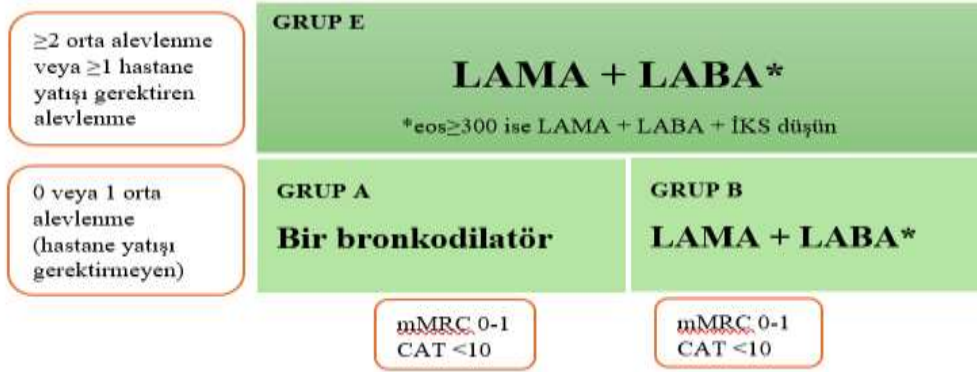 ≥2 orta alevlenme
veya ≥1 hastane
yatışı gerektiren
alevlenme
GRUP E
LAMA + LABA*
*eos≥300 ise LAMA + LABA + İKS düşün
0 veya 1 orta
alevlenme
(hastane yatışı
gerektirmeyen)
GRUP A
Bir bronkodilatör
GRUP B
LAMA + LABA*
mMRC 0-1
CAT <10
mMRC 0-1
CAT <10